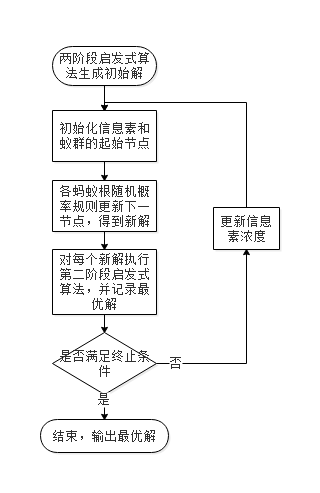 两阶段启发式算
法生成初始解
初始化信息素和
蚁群的起始节点
各蚂蚁根随机概
率规则更新下一
节点，得到新解
更新信息
素浓度
对每个新解执行
第二阶段启发式
算法，并记录最
优解
是否满足终止条
件
否
是
结束，输出最优解